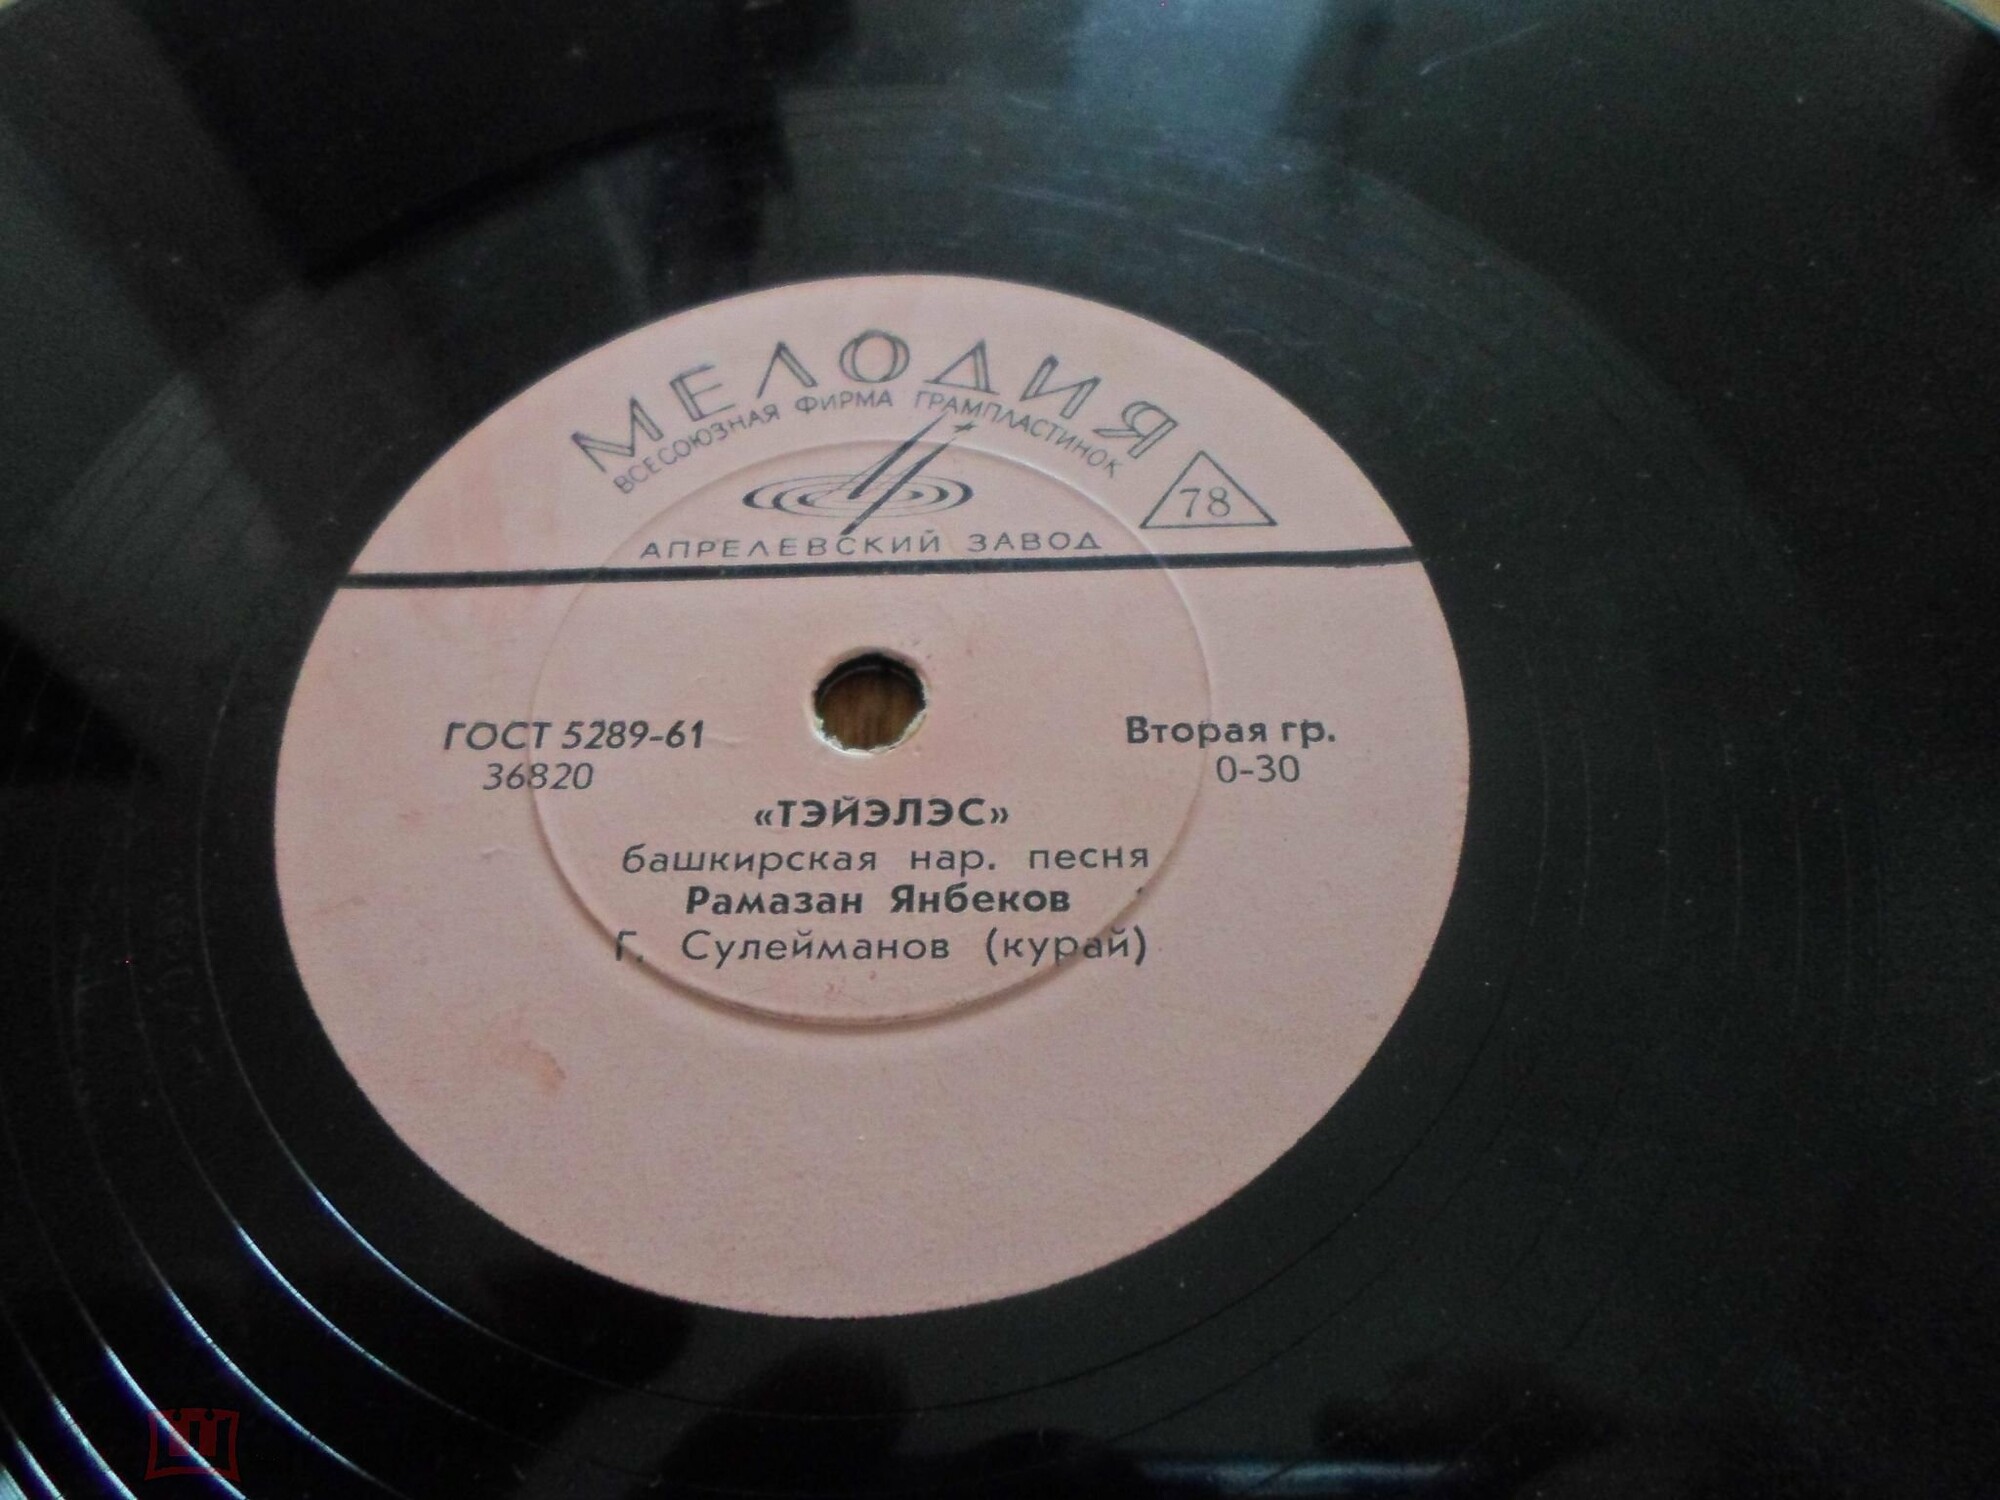 МЕЛОДИЯ
ВСЕСОЮЗНАЯ ФИРМА ГРАМПЛАСТИНОК
78
АПРЕЛЕВСКИЙ ЗАВОД
ГОСТ 5289-61
36820
Вторая гр.
0-30
«ТЭЙЭЛЭС»
башкирская нар. песня
Рамазан Янбеков
Г. Сулейманов (курай)